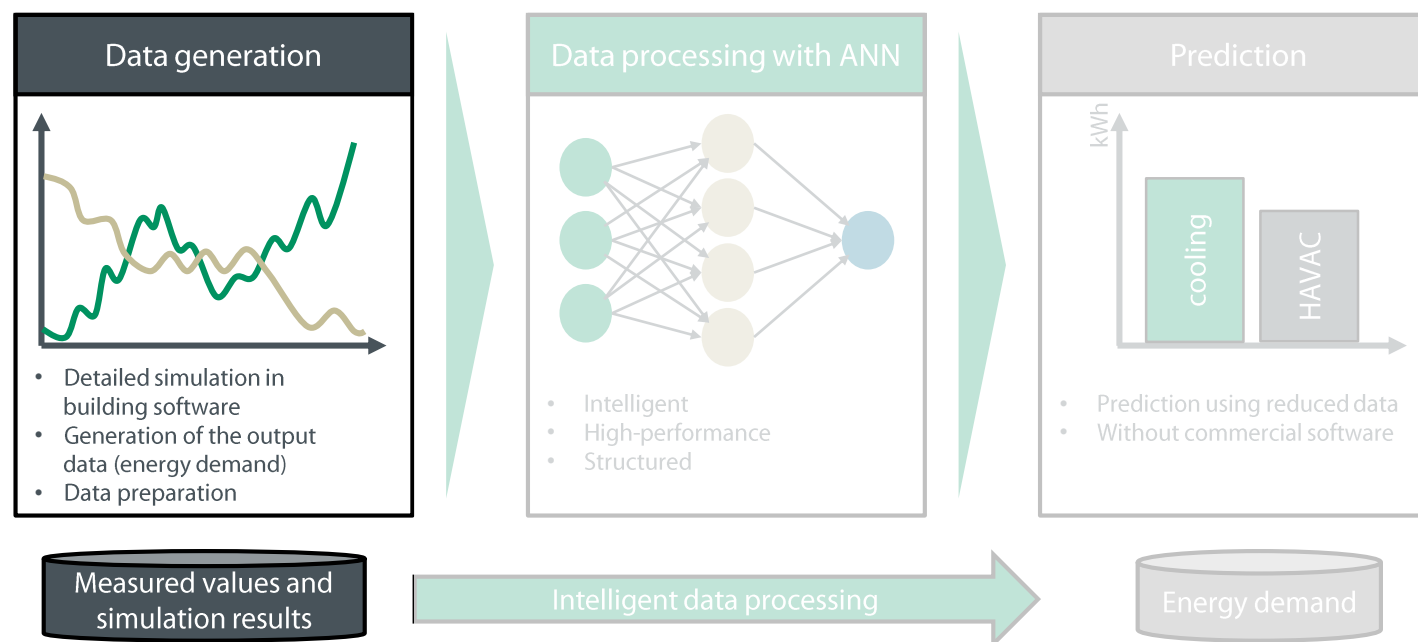 Data generation
• Detailed simulation in
building software
• Generation of the output
data (energy demand)
• Data preparation
Data processing with ANN
• Intelligent
• High-performance
• Structured
Prediction
kWh
cooling
HAVAC
• Prediction using reduced data
• Without commercial software
Measured values and
simulation results
Intelligent data processing
Energy demand